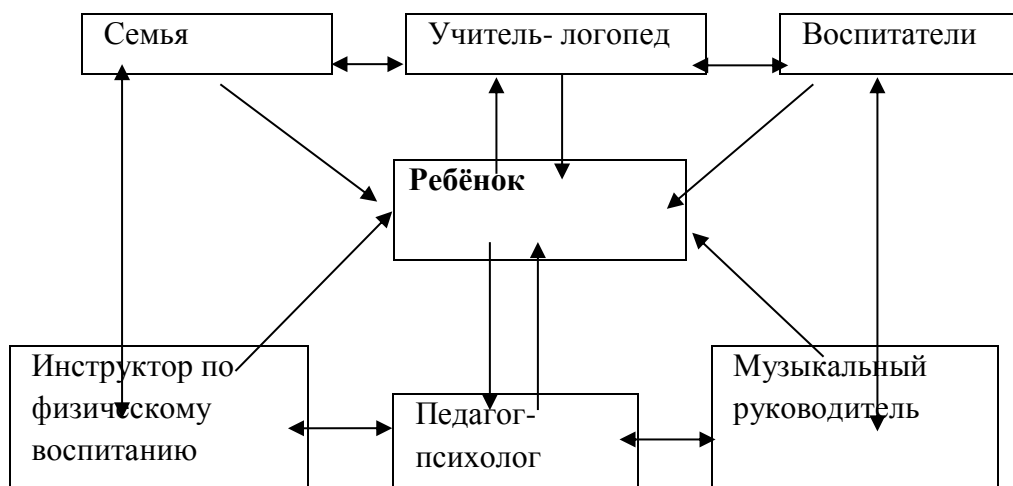 Семья
Учитель- логопед
Воспитатели
Ребёнок
Инструктор по
физическому
воспитанию
Педагог-
психолог
Музыкальный
руководитель